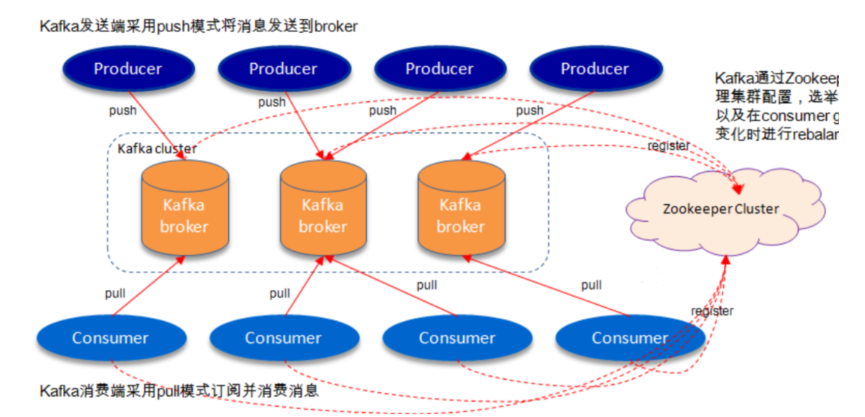 Kafka发送端采用push模式将消息发送到broker
Producer
Producer
Producer
Producer
Kafka通过Zookeep
理集群配置，选举
以及在consumer g
变化时进行rebalan
push
push
push
push
Kafka cluster
register
Kafka
broker
Kafka
broker
Kafka
broker
Zookeeper Cluster
pull
pull
pull
pull
register
Consumer
Consumer
Consumer
Consumer
Kafka消费端采用pull模式订阅并消费消息